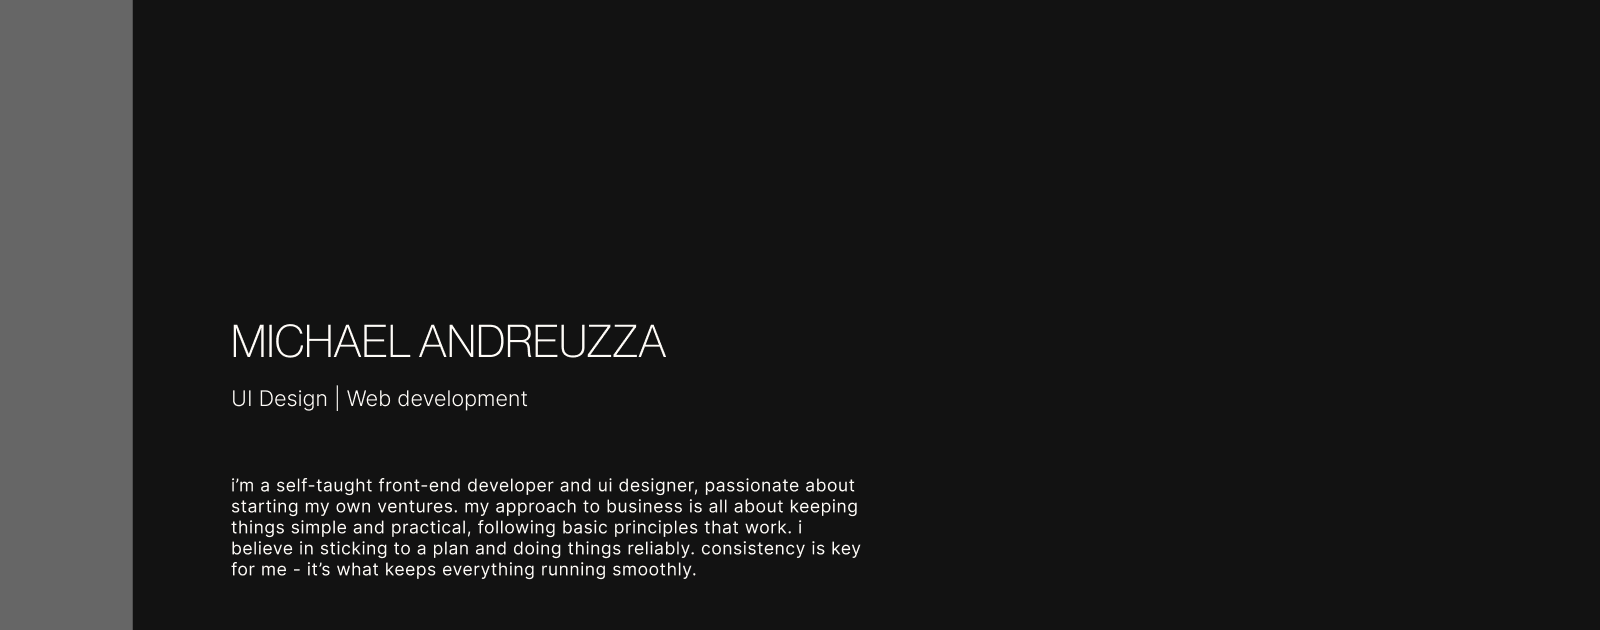 MICHAEL ANDREUZZA
UI Design | Web development
i’m a self-taught front-end developer and ui designer, passionate about
starting my own ventures. my approach to business is all about keeping
things simple and practical, following basic principles that work. i
believe in sticking to a plan and doing things reliably. consistency is key
for me - it’s what keeps everything running smoothly.